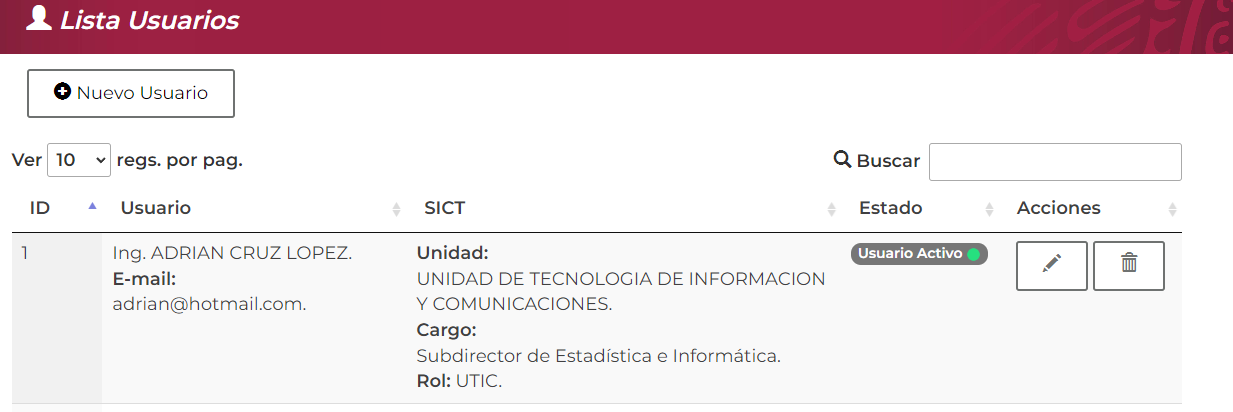 Lista Usuarios
Nuevo Usuario
Ver 10 regs. por pag.
Buscar
ID Usuario SICT Estado Acciones
1
Ing. ADRIAN CRUZ LOPEZ.
E-mail:
adrian@hotmail.com.
Unidad:
UNIDAD DE TECNOLOGIA DE INFORMACION
Y COMUNICACIONES.
Cargo:
Subdirector de Estadística e Informática.
Rol: UTIC.
Usuario Activo